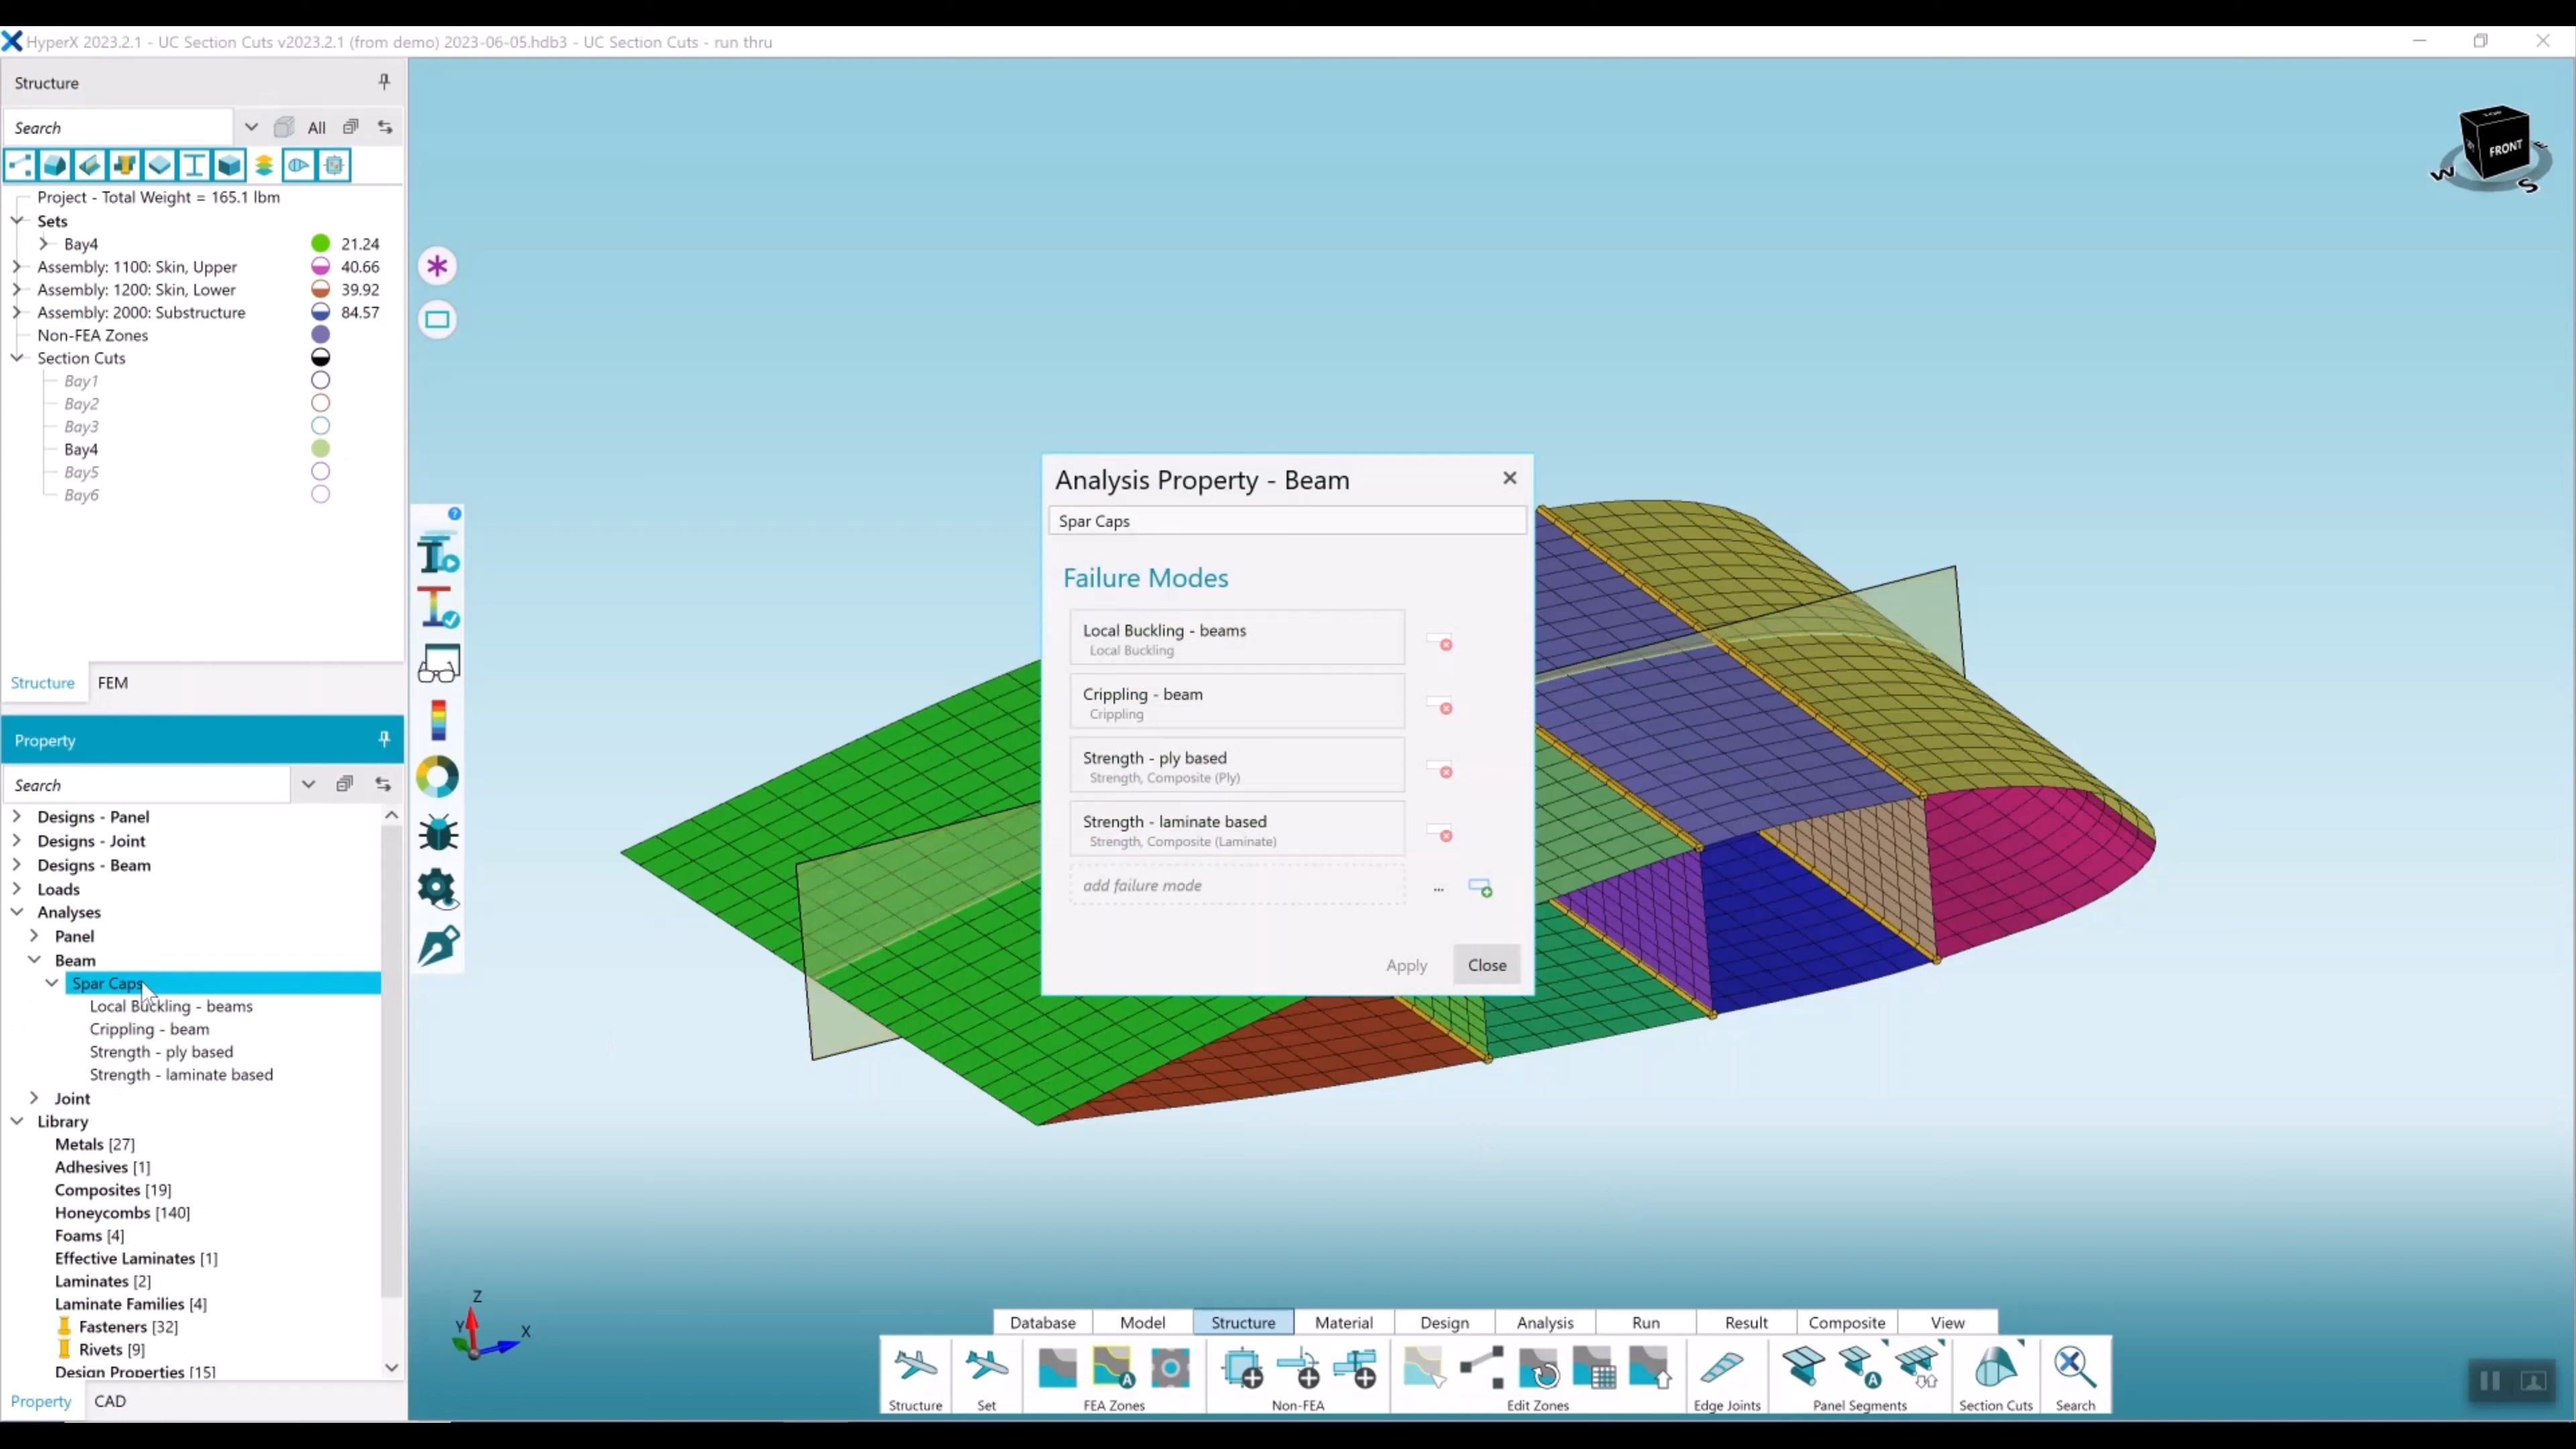 HyperX 2023.2.1 - UC Section Cuts v2023.2.1 (from demo) 2023-06-05.hdb3 - UC Section Cuts - run thru
Structure
Search
All
Project - Total Weight = 165.1 lbm
Sets
Bay4 21.24
Assembly: 1100: Skin, Upper 40.66
Assembly: 1200: Skin, Lower 39.92
Assembly: 2000: Substructure 84.57
Non-FEA Zones
Section Cuts
Bay1
Bay2
Bay3
Bay4
Bay5
Bay6
Structure FEM
Property
Search
Designs - Panel
Designs - Joint
Designs - Beam
Loads
Analyses
Panel
Beam
Spar Caps
Local Buckling - beams
Crippling - beam
Strength - ply based
Strength - laminate based
Joint
Library
Metals [27]
Adhesives [1]
Composites [19]
Honeycombs [140]
Foams [4]
Effective Laminates [1]
Laminates [2]
Laminate Families [4]
Fasteners [32]
Rivets [9]
Design Properties [15]
Property CAD
?
Analysis Property - Beam
Spar Caps
Failure Modes
Local Buckling - beams
Local Buckling
Crippling - beam
Crippling
Strength - ply based
Strength, Composite (Ply)
Strength - laminate based
Strength, Composite (Laminate)
add failure mode ...
Apply Close
TOP
FRONT
W S
Z
Y X
Database Model Structure Material Design Analysis Run Result Composite View
A A
Structure Set FEA Zones Non-FEA Edit Zones Edge Joints Panel Segments Section Cuts Search